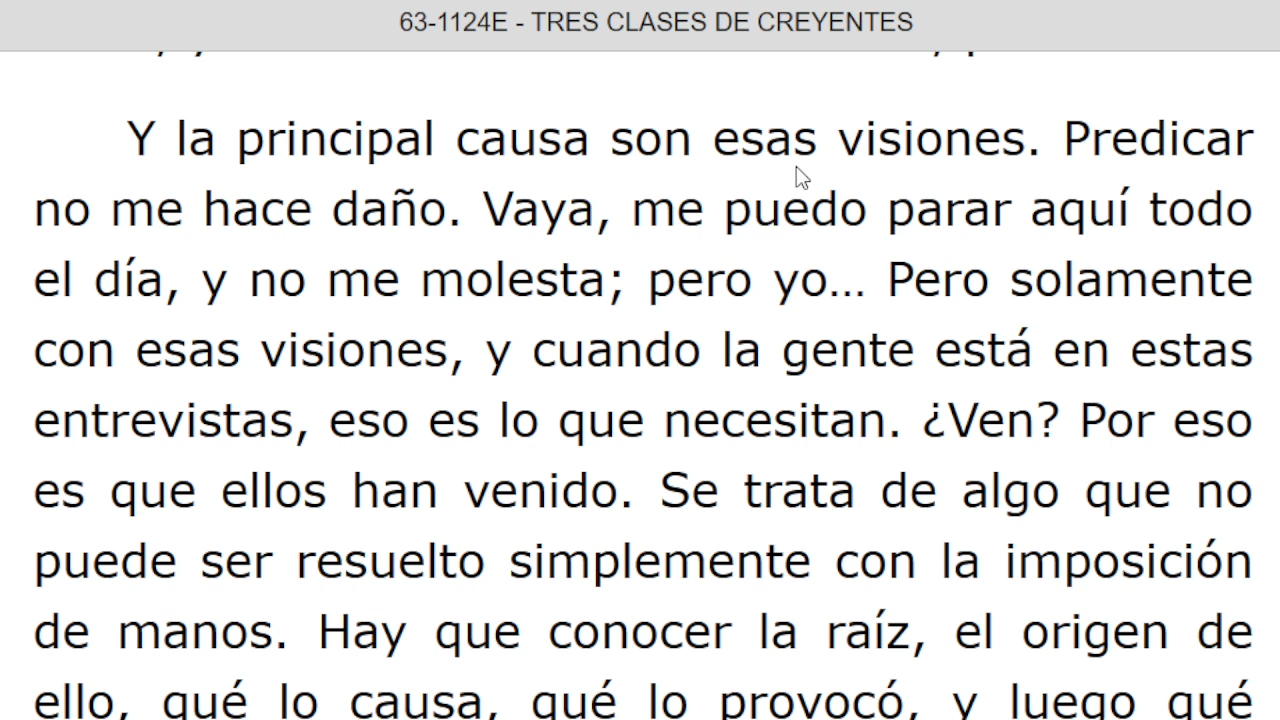 63-1124E - TRES CLASES DE CREYENTES
Y la principal causa son esas visiones. Predicar
no me hace daño. Vaya, me puedo parar aquí todo
el día, y no me molesta; pero yo… Pero solamente
con esas visiones, y cuando la gente está en estas
entrevistas, eso es lo que necesitan. ¿Ven? Por eso
es que ellos han venido. Se trata de algo que no
puede ser resuelto simplemente con la imposición
de manos. Hay que conocer la raíz, el origen de
ello, qué lo causa, qué lo provocó, y luego qué